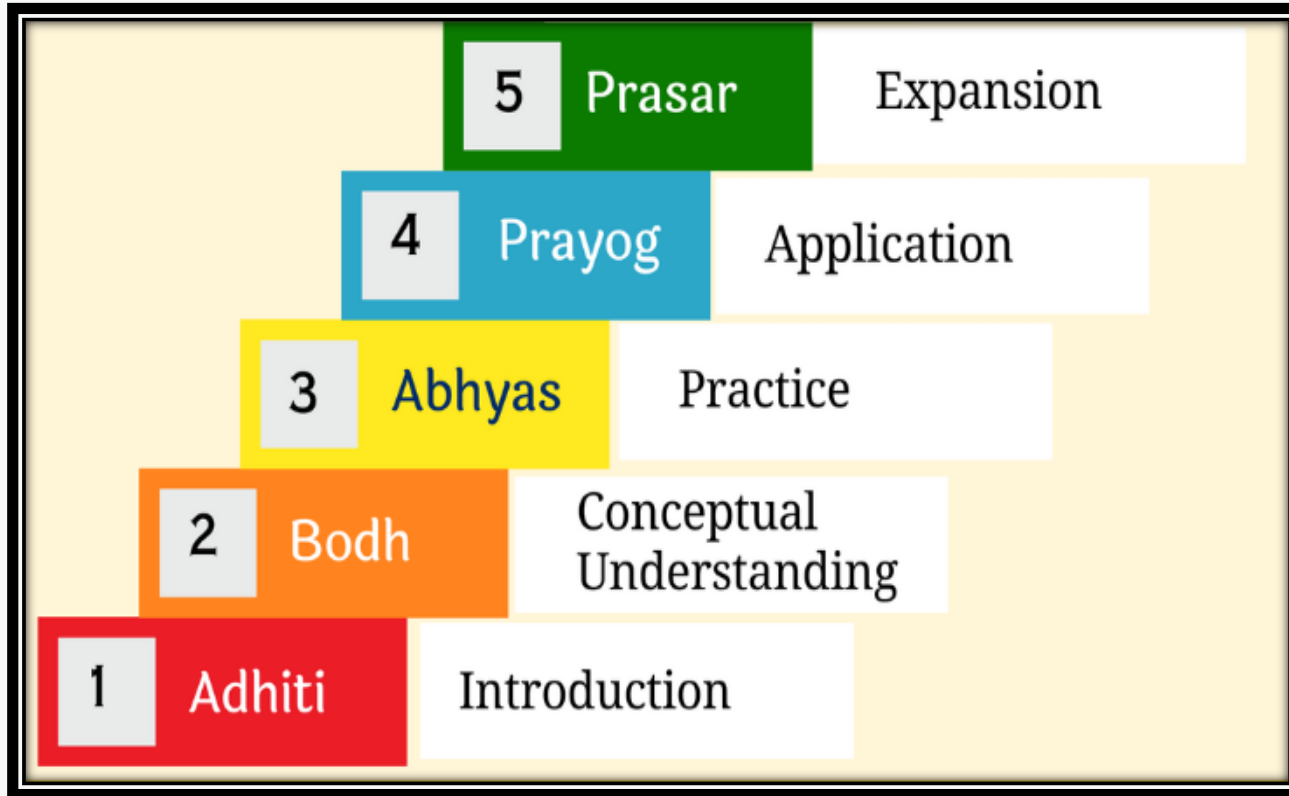 5 Prasar Expansion
4 Prayog Application
3 Abhyas Practice
2 Bodh Conceptual
Understanding
1 Adhiti Introduction